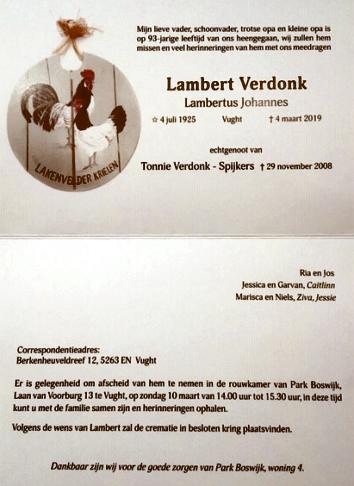 Mijn lieve vader, schoonvader, trotse opa en kleine opa is
op 93-jarige leeftijd van ons heengegaan, wij zullen hem
missen en veel herinneringen van hem met ons meedragen
Lambert Verdonk
Lambertus Johannes
☆ 4 juli 1925 Vught † 4 maart 2019
echtgenoot van
Tonnie Verdonk - Spijkers † 29 november 2008
LAKENVELDER KRIELEN
Ria en Jos
Jessica en Garvan, Caitlinn
Marisca en Niels, Ziva, Jessie
Correspondentieadres:
Berkenheuveldreef 12, 5263 EN Vught
Er is gelegenheid om afscheid van hem te nemen in de rouwkamer van Park Boswijk,
Laan van Voorburg 13 te Vught, op zondag 10 maart van 14.00 uur tot 15.30 uur, in deze tijd
kunt u met de familie samen zijn en herinneringen ophalen.
Volgens de wens van Lambert zal de crematie in besloten kring plaatsvinden.
Dankbaar zijn wij voor de goede zorgen van Park Boswijk, woning 4.